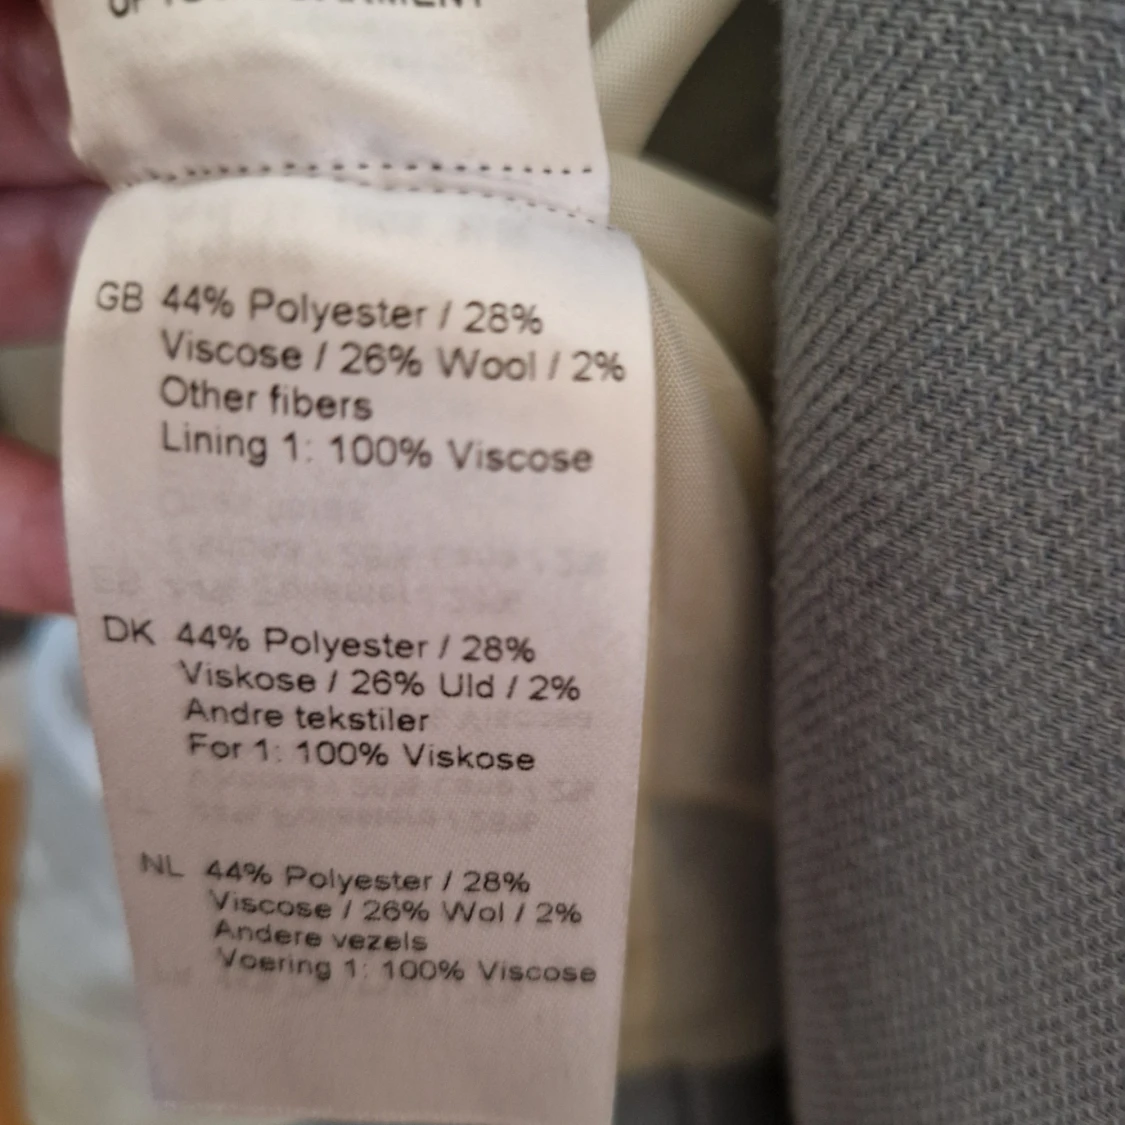 GARMENT
GB 44% Polyester / 28%
Viscose / 26% Wool / 2%
Other fibers
Lining 1: 100% Viscose
DK 44% Polyester / 28%
Viskose / 26% Uld / 2%
Andre tekstiler
For 1: 100% Viskose
NL 44% Polyester / 28%
Viscose / 26% Wol / 2%
Andere vezels
Voering 1: 100% Viscose